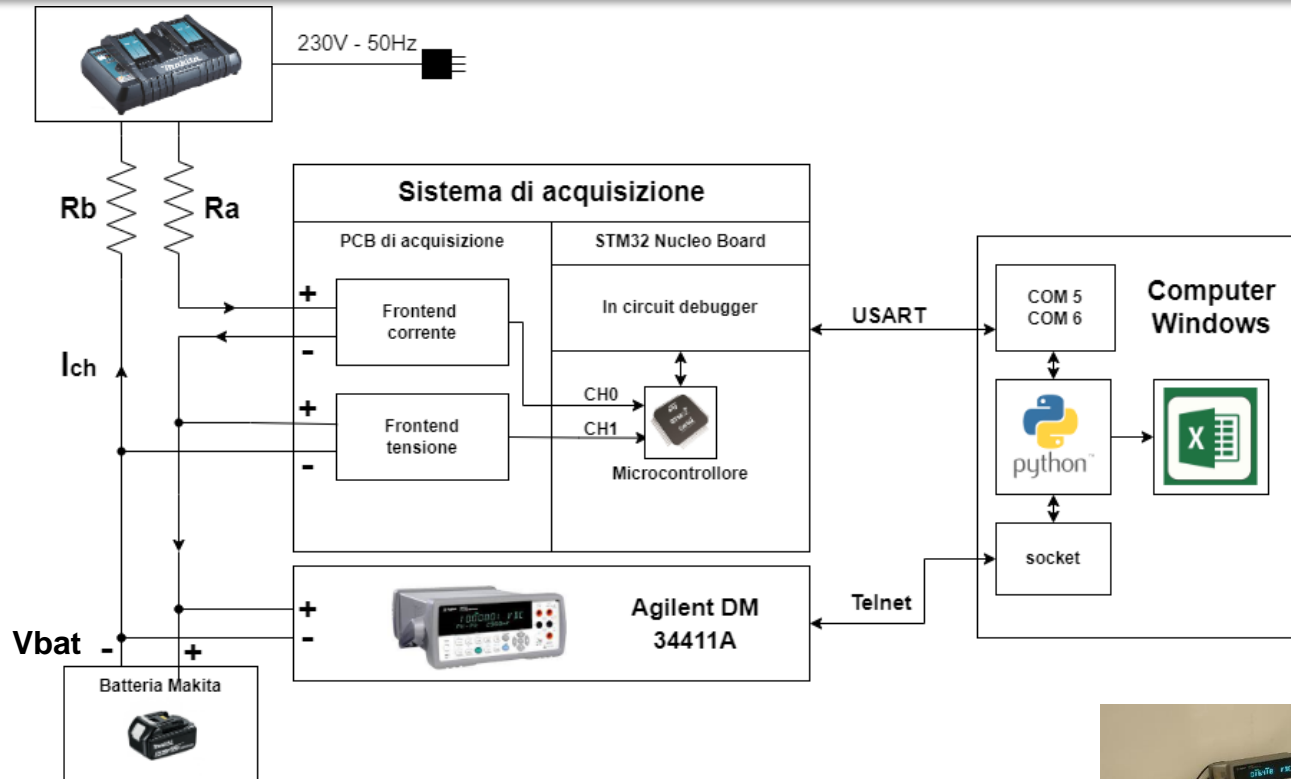 230V - 50Hz
makita
Rb
Ra
Sistema di acquisizione
PCB di acquisizione
STM32 Nucleo Board
+
Frontend
corrente
-
In circuit debugger
USART
COM 5
COM 6
Computer
Windows
Ich
CH0
+
Frontend
tensione
-
CH1
Microcontrollore
python
X
socket
+
-
Agilent DM
34411A
Telnet
Vbat
-
+
Batteria Makita